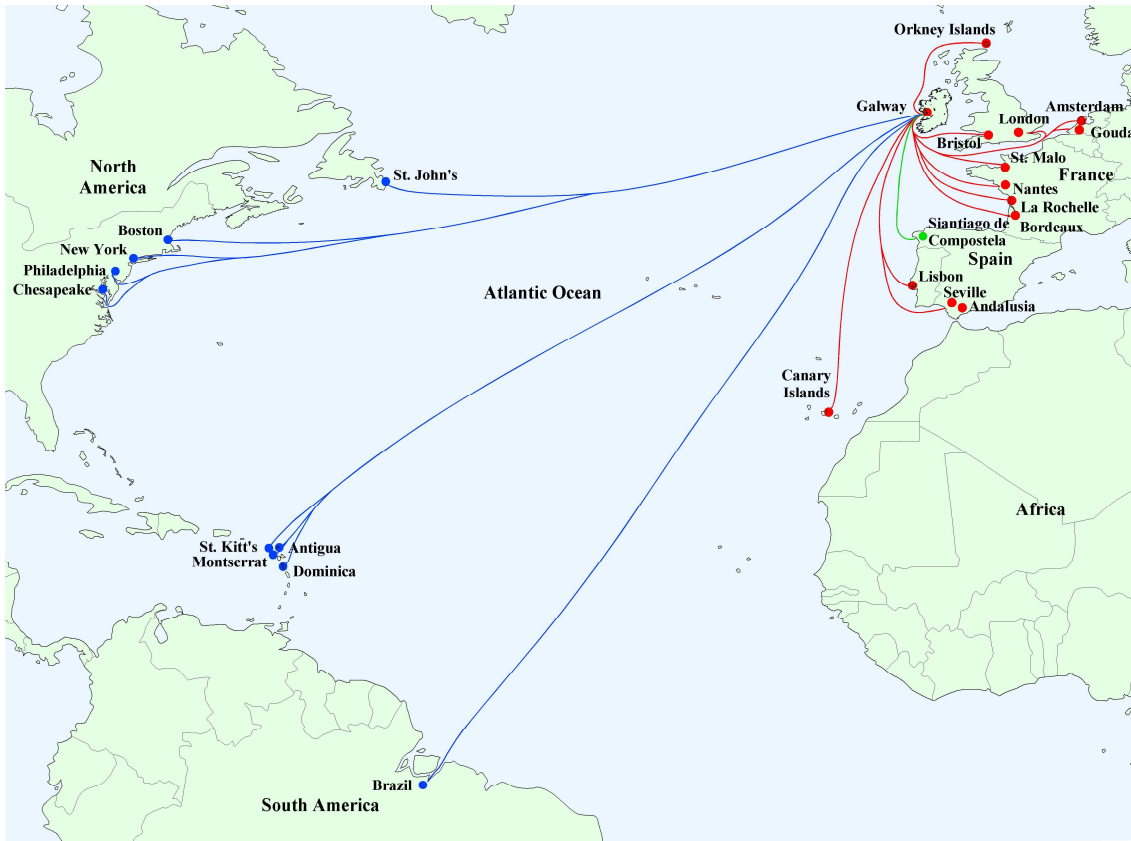 Orkney Islands
Galway
Amsterdam
London
Gouda
Bristol
St. Malo
France
North
America
St. John's
Nantes
La Rochelle
Bordeaux
Siantiago de
Compostela
Spain
Boston
New York
Philadelphia
Chesapeake
Atlantic Ocean
Lisbon
Seville
Andalusia
Canary
Islands
Africa
St. Kitt's
Antigua
Montserrat
Dominica
Brazil
South America